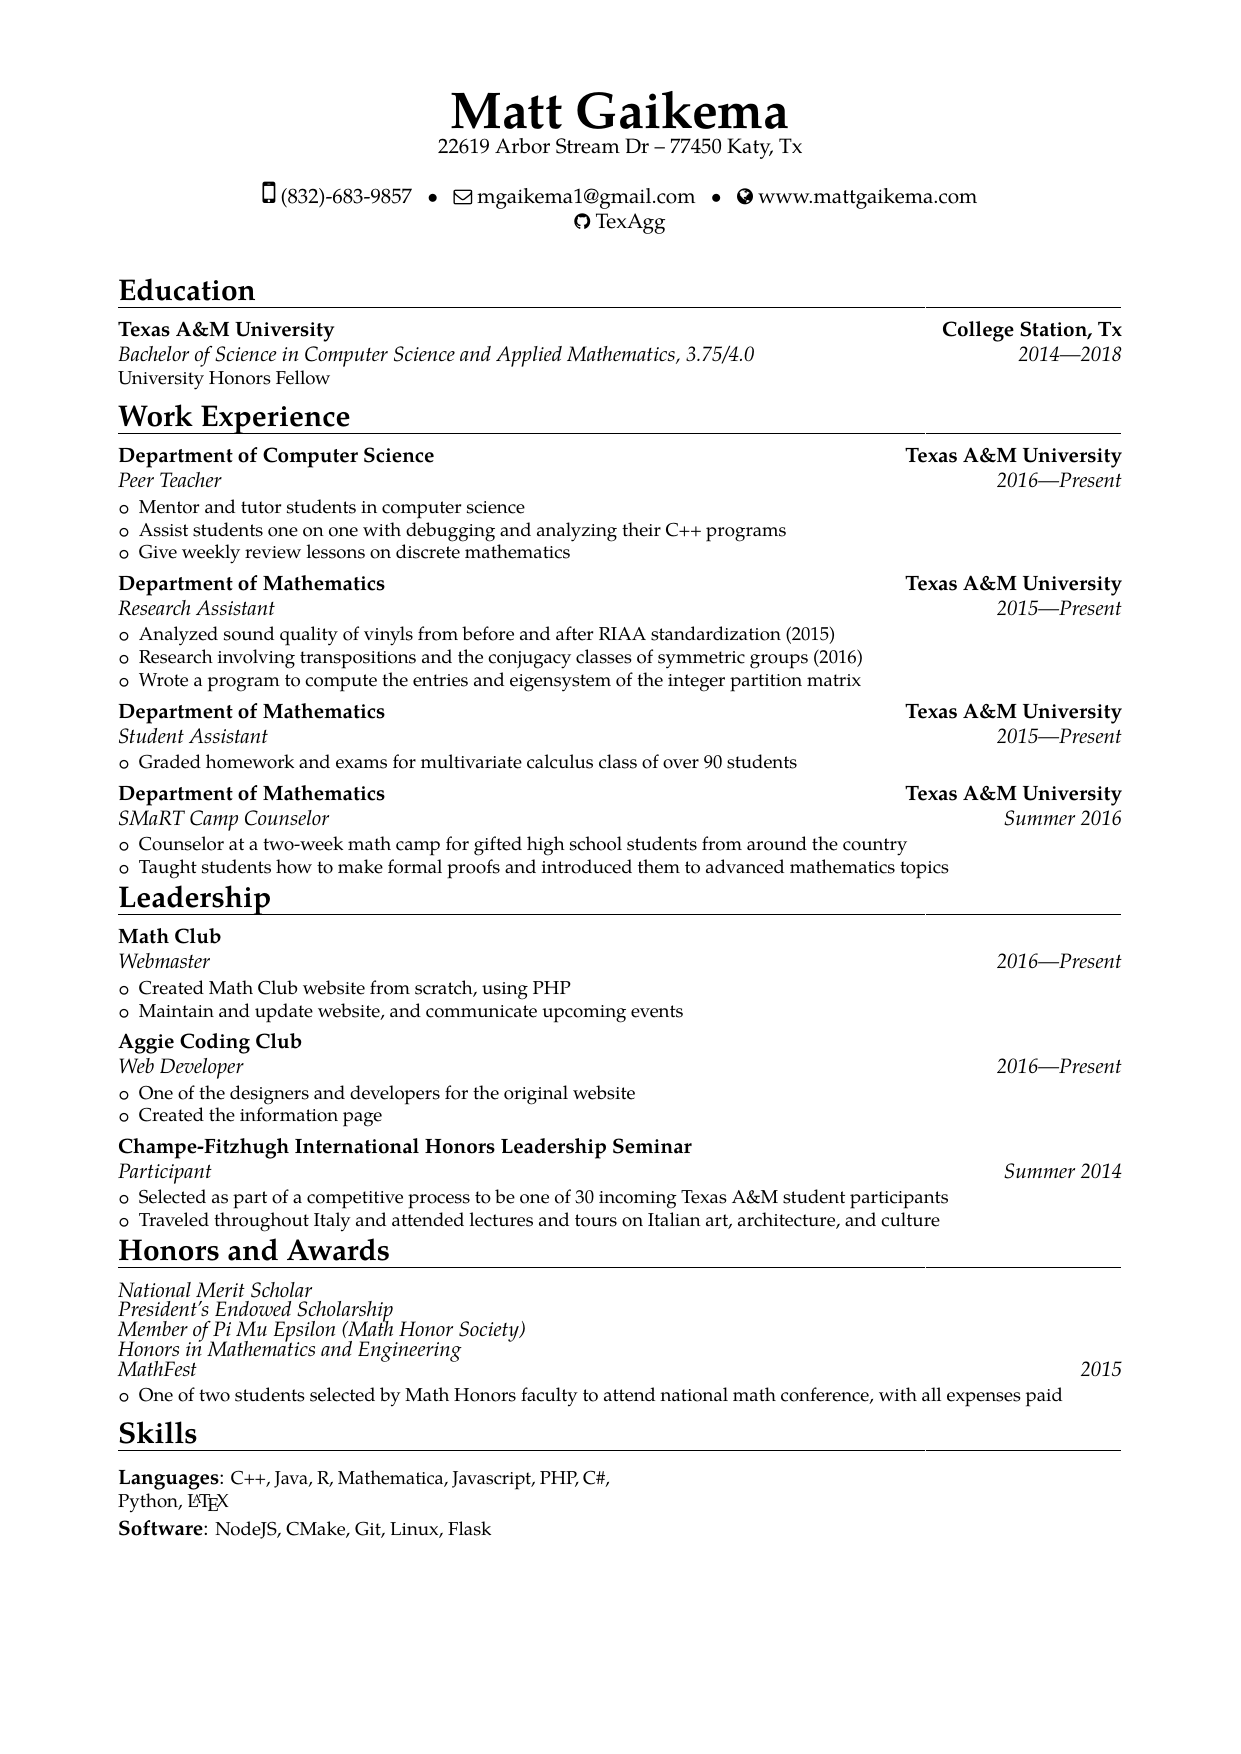 Matt Gaikema
22619 Arbor Stream Dr – 77450 Katy, Tx
(832)-683-9857 • mgaikema1@gmail.com • www.mattgaikema.com
TexAgg
Education
Texas A&M University College Station, Tx
Bachelor of Science in Computer Science and Applied Mathematics, 3.75/4.0 2014—2018
University Honors Fellow
Work Experience
Department of Computer Science Texas A&M University
Peer Teacher 2016—Present
Mentor and tutor students in computer science
Assist students one on one with debugging and analyzing their C++ programs
Give weekly review lessons on discrete mathematics
Department of Mathematics Texas A&M University
Research Assistant 2015—Present
Analyzed sound quality of vinyls from before and after RIAA standardization (2015)
Research involving transpositions and the conjugacy classes of symmetric groups (2016)
Wrote a program to compute the entries and eigensystem of the integer partition matrix
Department of Mathematics Texas A&M University
Student Assistant 2015—Present
Graded homework and exams for multivariate calculus class of over 90 students
Department of Mathematics Texas A&M University
SMaRT Camp Counselor Summer 2016
Counselor at a two-week math camp for gifted high school students from around the country
Taught students how to make formal proofs and introduced them to advanced mathematics topics
Leadership
Math Club
Webmaster 2016—Present
Created Math Club website from scratch, using PHP
Maintain and update website, and communicate upcoming events
Aggie Coding Club
Web Developer 2016—Present
One of the designers and developers for the original website
Created the information page
Champe-Fitzhugh International Honors Leadership Seminar
Participant Summer 2014
Selected as part of a competitive process to be one of 30 incoming Texas A&M student participants
Traveled throughout Italy and attended lectures and tours on Italian art, architecture, and culture
Honors and Awards
National Merit Scholar
President's Endowed Scholarship
Member of Pi Mu Epsilon (Math Honor Society)
Honors in Mathematics and Engineering
MathFest 2015
One of two students selected by Math Honors faculty to attend national math conference, with all expenses paid
Skills
Languages: C++, Java, R, Mathematica, Javascript, PHP, C#,
Python, LATEX
Software: NodeJS, CMake, Git, Linux, Flask